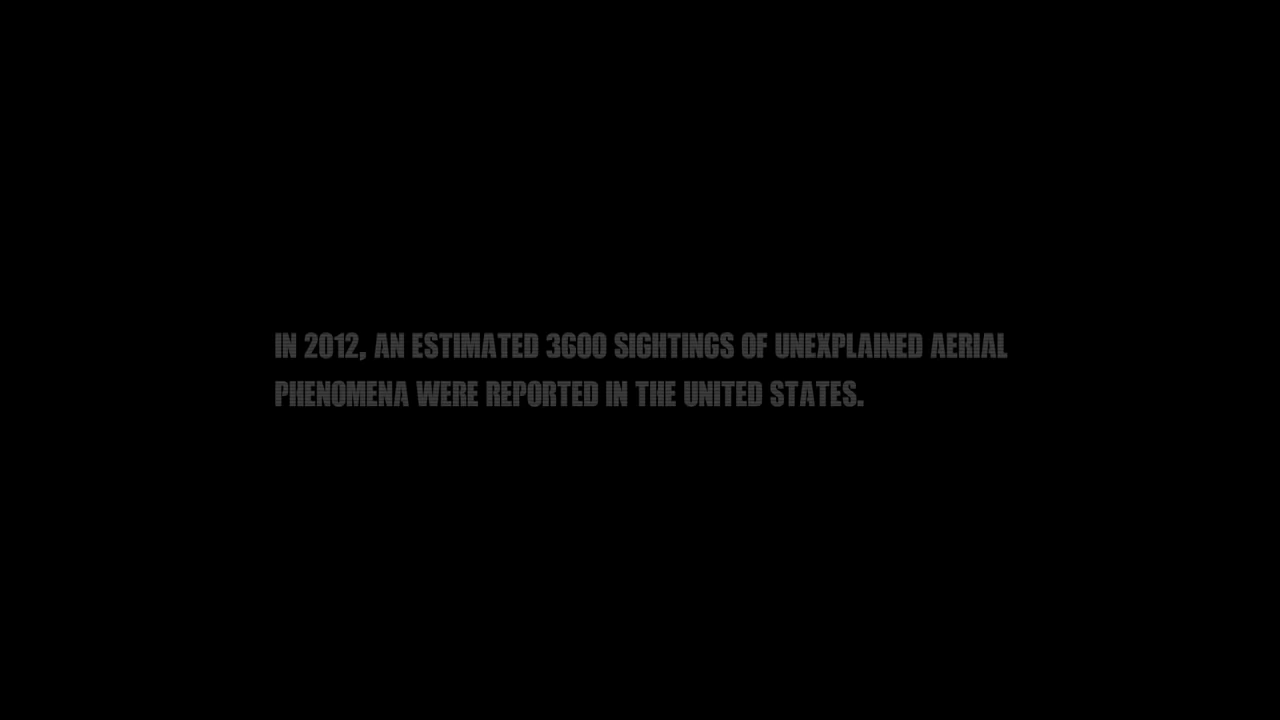 IN 2012, AN ESTIMATED 3600 SIGHTINGS OF UNEXPLAINED AERIAL
PHENOMENA WERE REPORTED IN THE UNITED STATES.